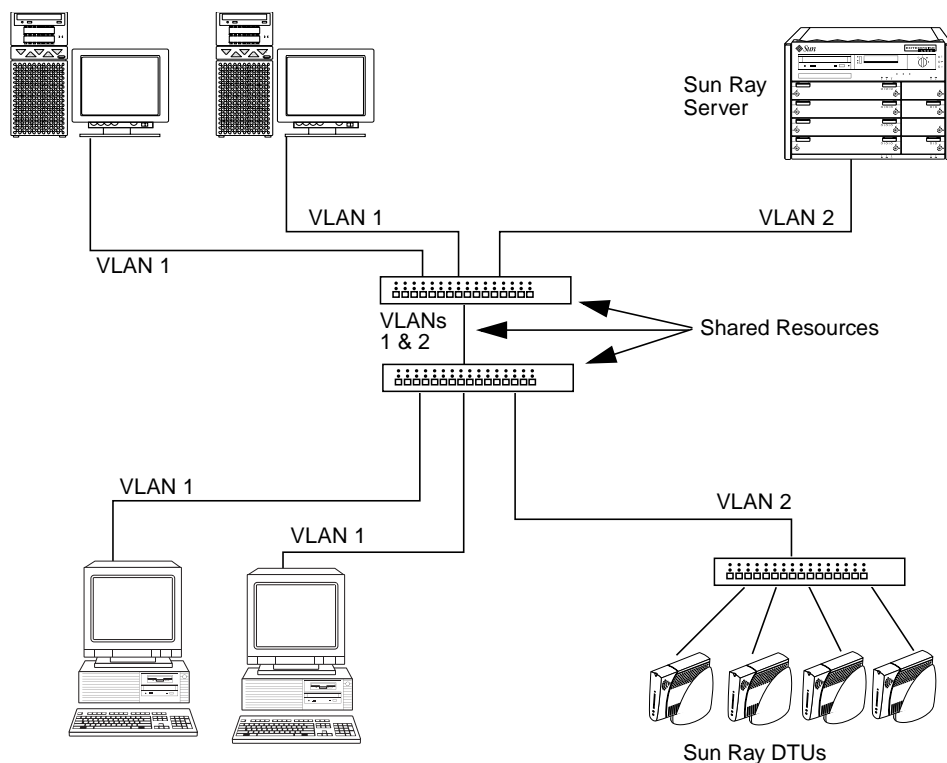 Sun
Sun Ray
Server
VLAN 1
VLAN 2
VLAN 1
VLANs
1 & 2
Shared Resources
VLAN 1
VLAN 2
VLAN 1
Sun Ray DTUs